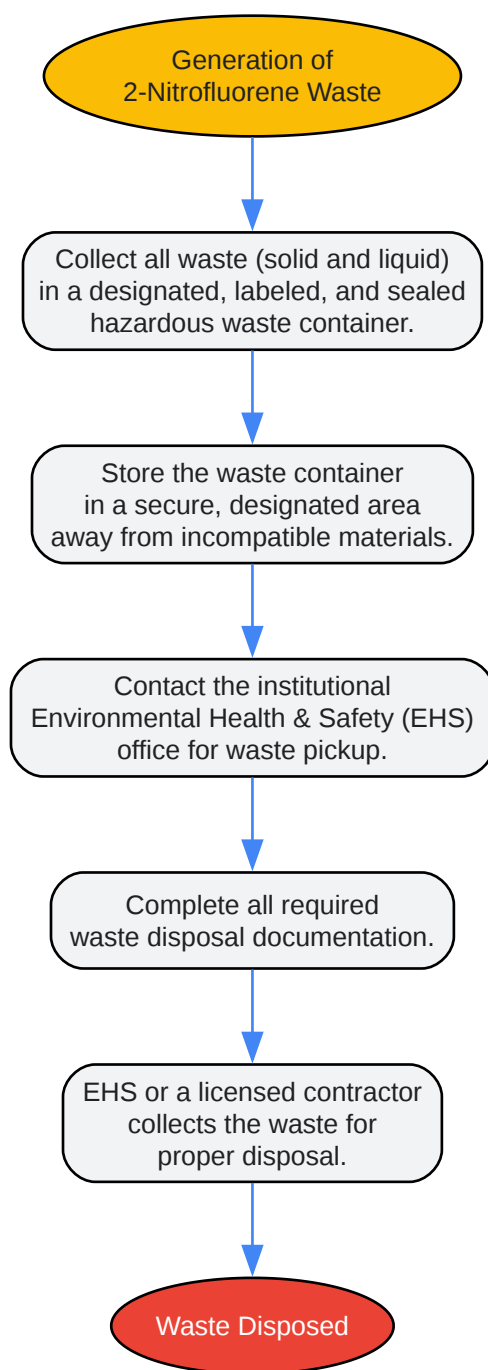 Generation of
2-Nitrofluorene Waste
Collect all waste (solid and liquid)
in a designated, labeled, and sealed
hazardous waste container.
Store the waste container
in a secure, designated area
away from incompatible materials.
Contact the institutional
Environmental Health & Safety (EHS)
office for waste pickup.
Complete all required
waste disposal documentation.
EHS or a licensed contractor
collects the waste for
proper disposal.
Waste Disposed